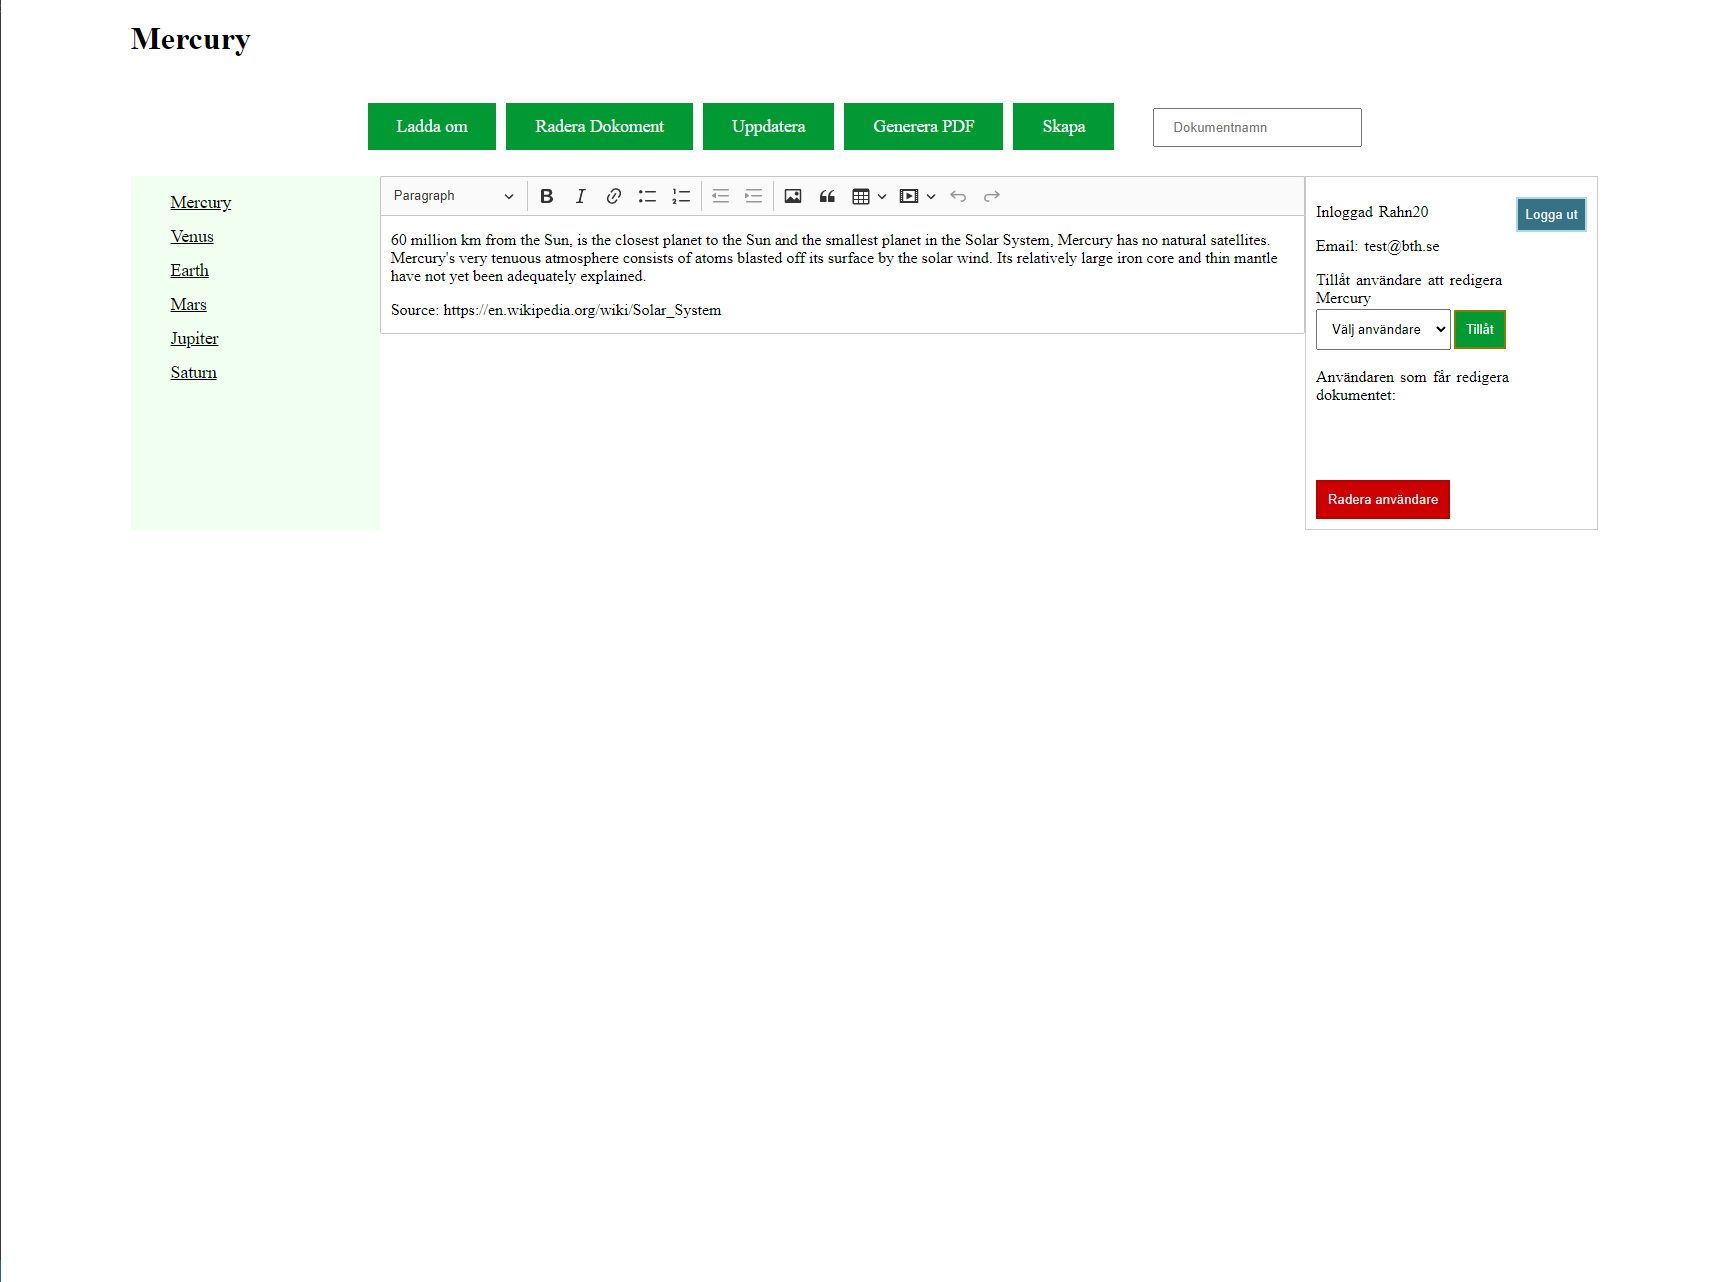 Mercury
Ladda om
Radera Dokoment
Uppdatera
Generera PDF
Skapa
Dokumentnamn
Mercury
Venus
Earth
Mars
Jupiter
Saturn
Paragraph
60 million km from the Sun, is the closest planet to the Sun and the smallest planet in the Solar System, Mercury has no natural satellites.
Mercury's very tenuous atmosphere consists of atoms blasted off its surface by the solar wind. Its relatively large iron core and thin mantle
have not yet been adequately explained.
Source: https://en.wikipedia.org/wiki/Solar_System
Inloggad Rahn20
Logga ut
Email: test@bth.se
Tillåt användare att redigera
Mercury
Välj användare
Tillåt
Användaren som får redigera
dokumentet:
Radera användare